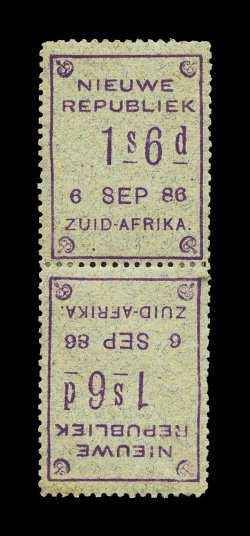 NIEUWE
REPUBLIEK
1s6d
6 SEP 86
ZUID-AFRIKA.
NIEUWE
REPUBLIEK
1s6d
6 SEP 86
ZUID-AFRIKA.